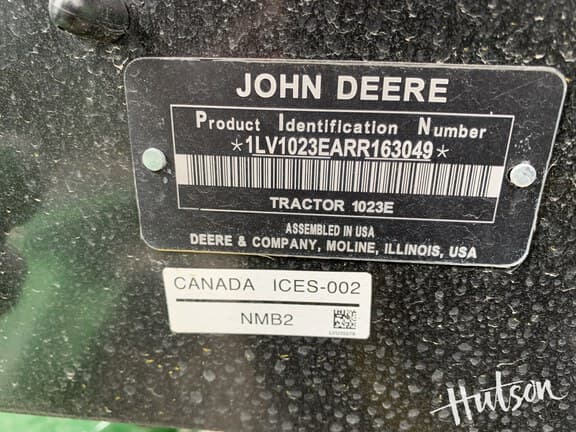 JOHN DEERE
Product Identification Number
*1LV1023EARR163049*
TRACTOR 1023E
ASSEMBLED IN USA
DEERE & COMPANY, MOLINE, ILLINOIS, USA
CANADA ICES-002
NMB2
Hutson